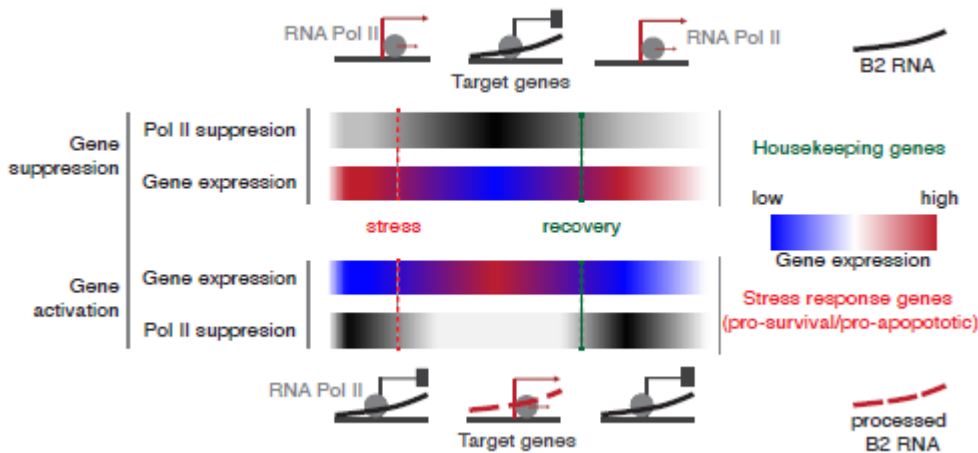 RNA Pol II
RNA Pol II
Target genes
B2 RNA
Gene suppression
Pol II suppresion
Gene expression
Housekeeping genes
low
high
Gene expression
stress
recovery
Gene activation
Gene expression
Pol II suppresion
Stress response genes
(pro-survival/pro-apopototic)
RNA Pol II
Target genes
processed
B2 RNA